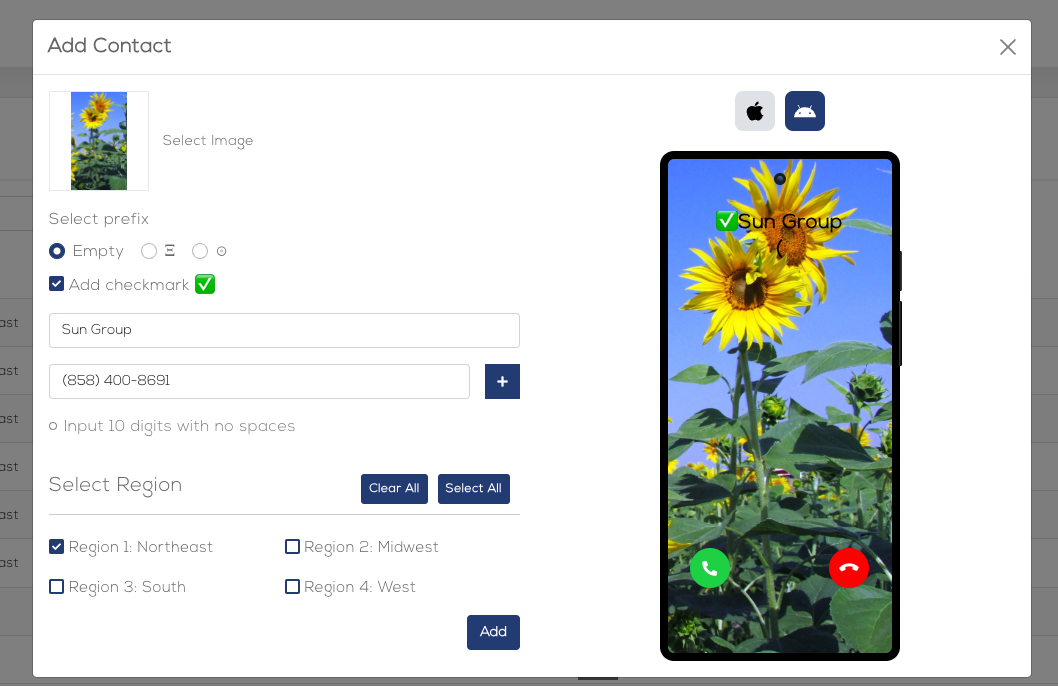 Add Contact
Select Image
Select prefix
Empty Ξ ⊙
Add checkmark ✅
Sun Group
(858) 400-8691
+
Input 10 digits with no spaces
Select Region
Clear All
Select All
Region 1: Northeast
Region 2: Midwest
Region 3: South
Region 4: West
Add
✅Sun Group
(
ast
ast
ast
ast
ast
ast